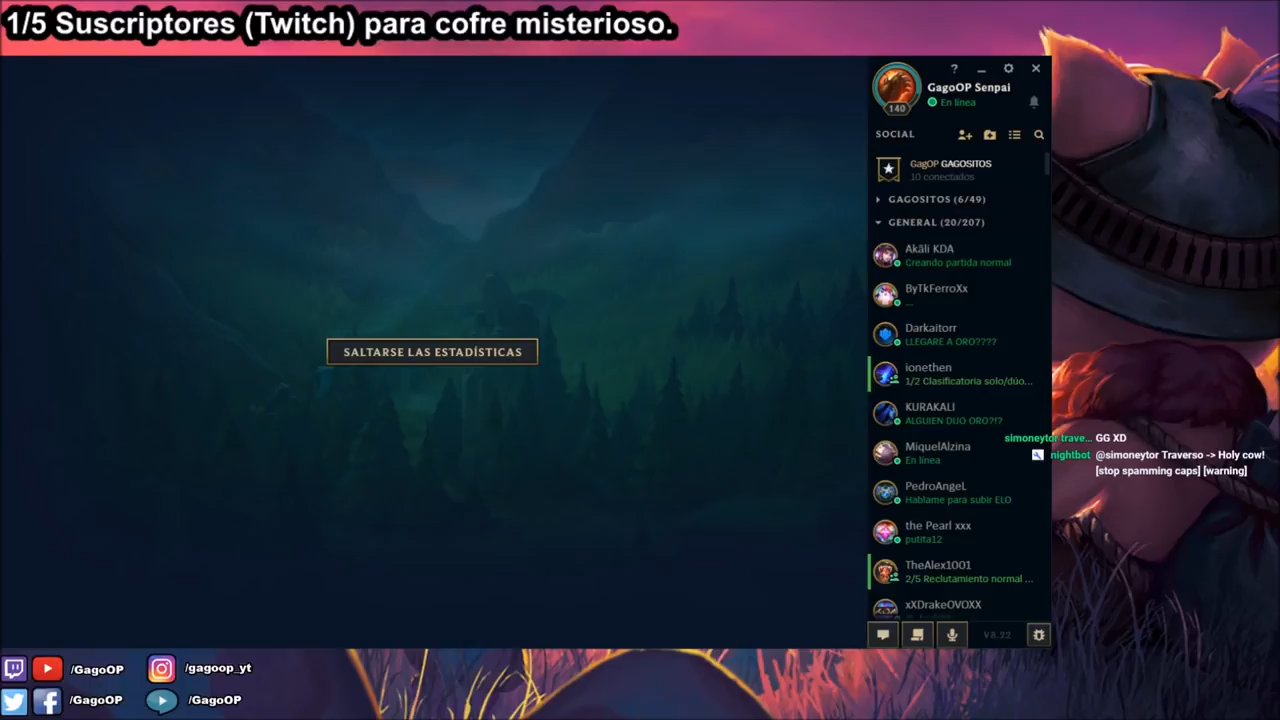 1/5 Suscriptores (Twitch) para cofre misterioso.
?
140
GagoOP Senpai
En línea
SOCIAL
GagOP GAGOSITOS
10 conectados
GAGOSITOS (6/49)
GENERAL (20/207)
Akâli KDA
Creando partida normal
ByTkFerroXx
...
Darkaitorr
LLEGARE A ORO????
SALTARSE LAS ESTADÍSTICAS
ionethen
1/2 Clasificatoria solo/dúo...
KURAKALI
ALGUIEN DIJO ORO?!?
simoneytor trave... GG XD
MiquelAlzina
En línea
nightbot @simoneytor Traverso -> Holy cow!
[stop spamming caps] [warning]
PedroAngeL
Hablame para subir ELO
the Pearl xxx
putita12
TheAlex1001
2/5 Reclutamiento normal ...
xXDrakeOVOXX
V8.22
/GagoOP
/gagoop_yt
/GagoOP
/GagoOP